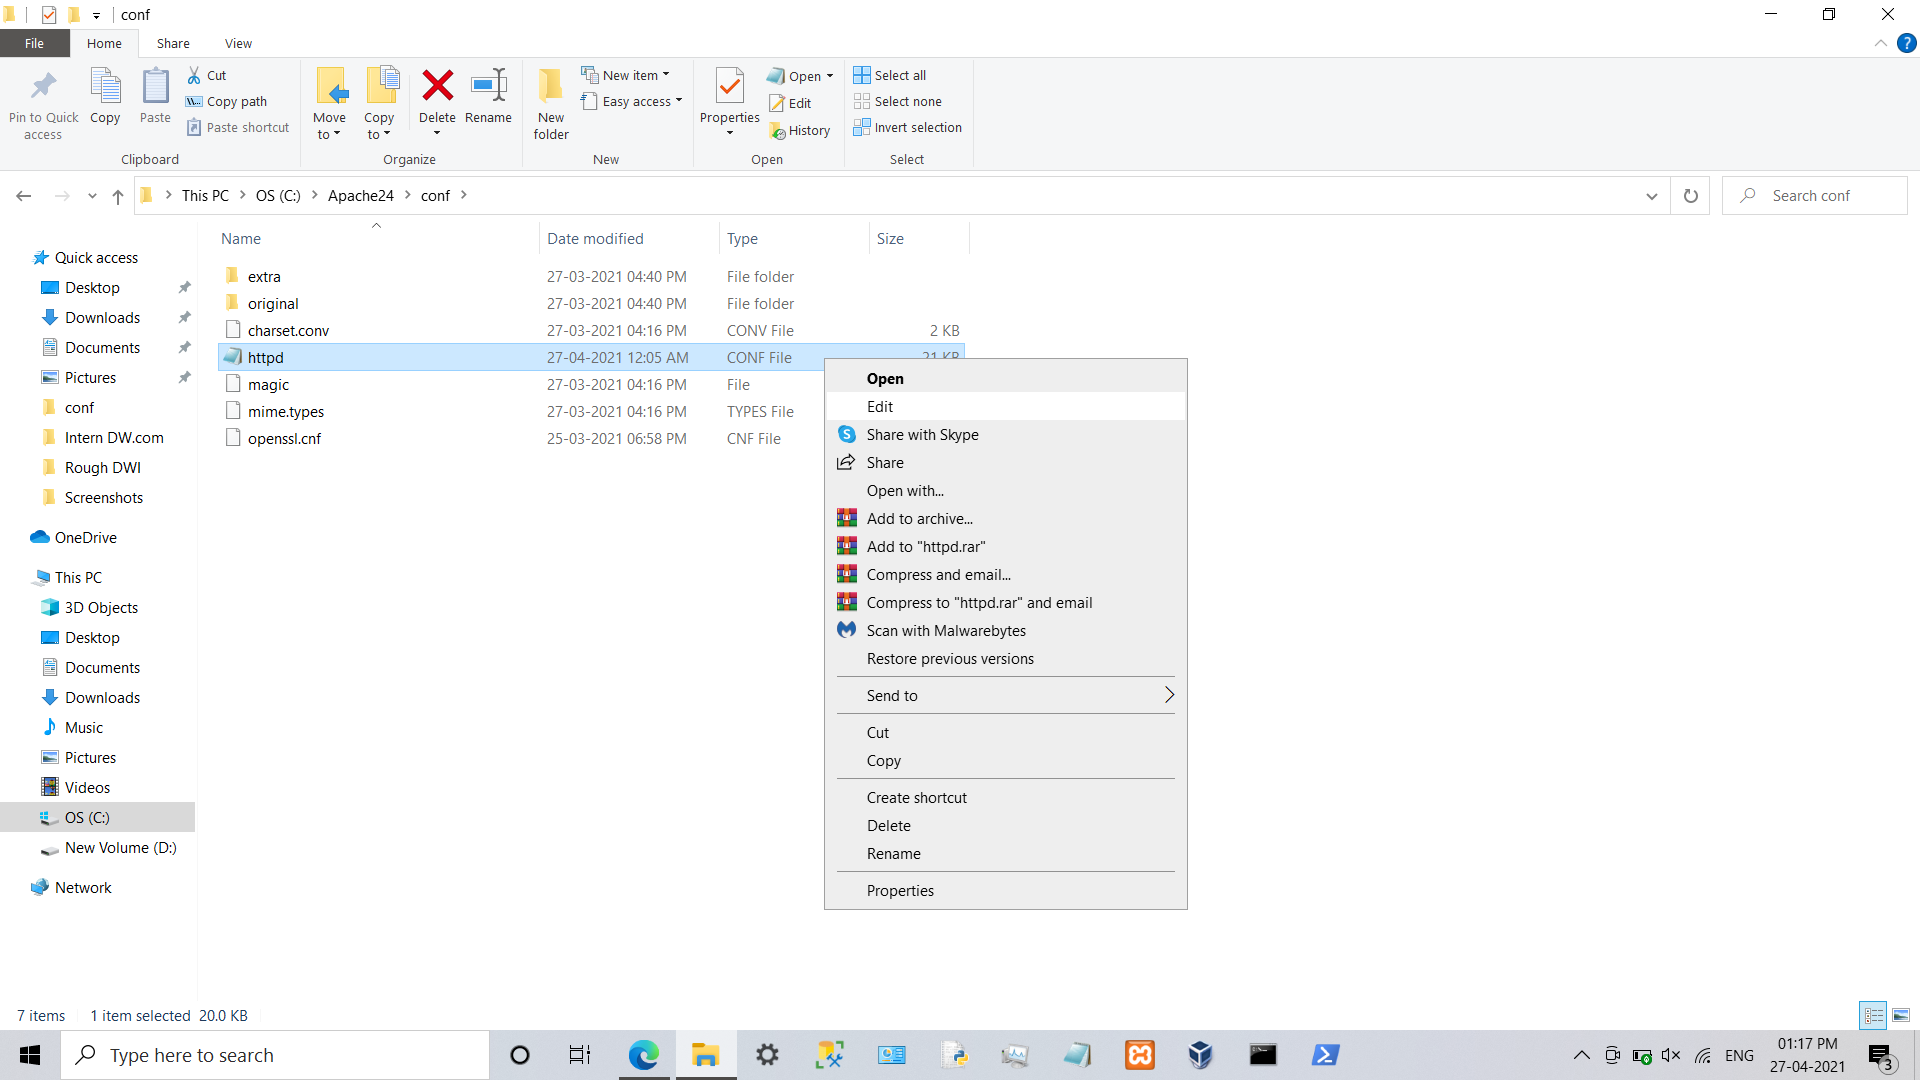 conf
File Home Share View
Pin to Quick access
Copy
Paste
Cut
Copy path
Paste shortcut
Clipboard
Move to
Copy to
Delete
Rename
Organize
New folder
New item
Easy access
New
Properties
Open
Edit
History
Open
Select all
Select none
Invert selection
Select
This PC OS (C:) Apache24 conf
Search conf
Name Date modified Type Size
extra 27-03-2021 04:40 PM File folder
original 27-03-2021 04:40 PM File folder
charset.conv 27-03-2021 04:16 PM CONV File 2 KB
httpd 27-04-2021 12:05 AM CONF File 21 KB
magic 27-03-2021 04:16 PM File
mime.types 27-03-2021 04:16 PM TYPES File
openssl.cnf 25-03-2021 06:58 PM CNF File
Quick access
Desktop
Downloads
Documents
Pictures
conf
Intern DW.com
Rough DWI
Screenshots
OneDrive
This PC
3D Objects
Desktop
Documents
Downloads
Music
Pictures
Videos
OS (C:)
New Volume (D:)
Network
Open
Edit
Share with Skype
Share
Open with...
Add to archive...
Add to "httpd.rar"
Compress and email...
Compress to "httpd.rar" and email
Scan with Malwarebytes
Restore previous versions
Send to
Cut
Copy
Create shortcut
Delete
Rename
Properties
7 items 1 item selected 20.0 KB
Type here to search
ENG
01:17 PM
27-04-2021
3